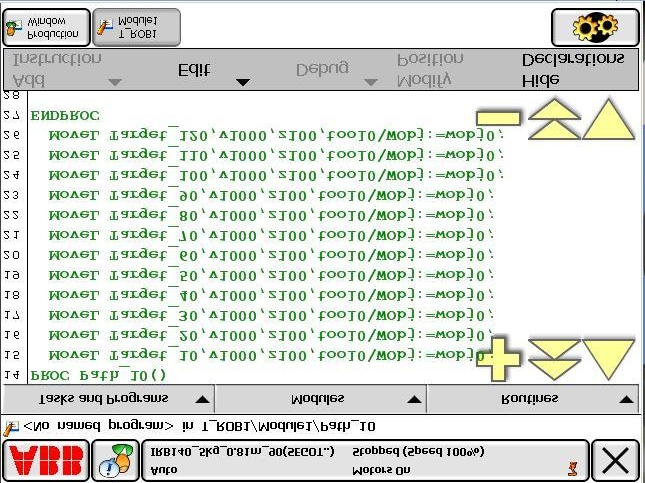 ABB
Auto
IRB140_5kg_0.81m_90(SEGOT..)
Motors On
Stopped (Speed 100%)
<No named program> in T_ROB1/Module1/Path_10
Tasks and Programs
Modules
Routines
14 PROC Path_10()
15 MoveL Target_10,v1000,z100,tool0\WObj:=wobj0;
16 MoveL Target_20,v1000,z100,tool0\WObj:=wobj0;
17 MoveL Target_30,v1000,z100,tool0\WObj:=wobj0;
18 MoveL Target_40,v1000,z100,tool0\WObj:=wobj0;
19 MoveL Target_50,v1000,z100,tool0\WObj:=wobj0;
20 MoveL Target_60,v1000,z100,tool0\WObj:=wobj0;
21 MoveL Target_70,v1000,z100,tool0\WObj:=wobj0;
22 MoveL Target_80,v1000,z100,tool0\WObj:=wobj0;
23 MoveL Target_90,v1000,z100,tool0\WObj:=wobj0;
24 MoveL Target_100,v1000,z100,tool0\WObj:=wobj0;
25 MoveL Target_110,v1000,z100,tool0\WObj:=wobj0;
26 MoveL Target_120,v1000,z100,tool0\WObj:=wobj0;
27 ENDPROC
28
Add
Instruction
Edit
Debug
Modify
Position
Hide
Declarations
Production
Window
T_ROB1
Module1